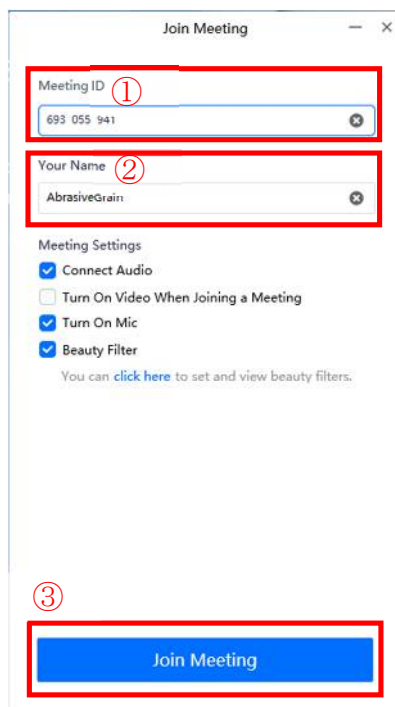 Join Meeting
Meeting ID
①
693 055 941
Your Name
②
AbrasiveGrain
Meeting Settings
Connect Audio
Turn On Video When Joining a Meeting
Turn On Mic
Beauty Filter
You can click here to set and view beauty filters.
③
Join Meeting